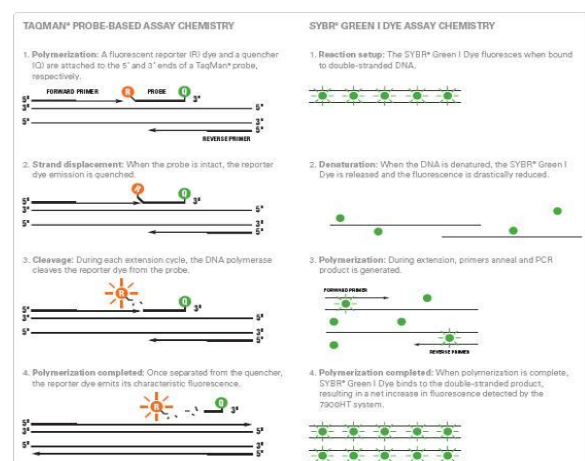 TAQMAN® PROBE-BASED ASSAY CHEMISTRY
1. Polymerization: A fluorescent reporter (R) dye and a quencher
(Q) are attached to the 5' and 3' ends of a TaqMan® probe,
respectively.
FORWARD PRIMER
R
PROBE
Q
3'
5'
3'
5'
5'
3'
5'
REVERSE PRIMER
2. Strand displacement: When the probe is intact, the reporter
dye emission is quenched.
R
Q
3'
5'
3'
5'
5'
3'
5'
3. Cleavage: During each extension cycle, the DNA polymerase
cleaves the reporter dye from the probe.
R
Q
3'
5'
3'
5'
5'
3'
5'
4. Polymerization completed: Once separated from the quencher,
the reporter dye emits its characteristic fluorescence.
R
Q
3'
5'
3'
5'
5'
3'
5'
SYBR® GREEN I DYE ASSAY CHEMISTRY
1. Reaction setup: The SYBR® Green I Dye fluoresces when bound
to double-stranded DNA.
2. Denaturation: When the DNA is denatured, the SYBR® Green I
Dye is released and the fluorescence is drastically reduced.
3. Polymerization: During extension, primers anneal and PCR
product is generated.
FORWARD PRIMER
REVERSE PRIMER
4. Polymerization completed: When polymerization is complete,
SYBR® Green I Dye binds to the double-stranded product,
resulting in a net increase in fluorescence detected by the
7900HT system.